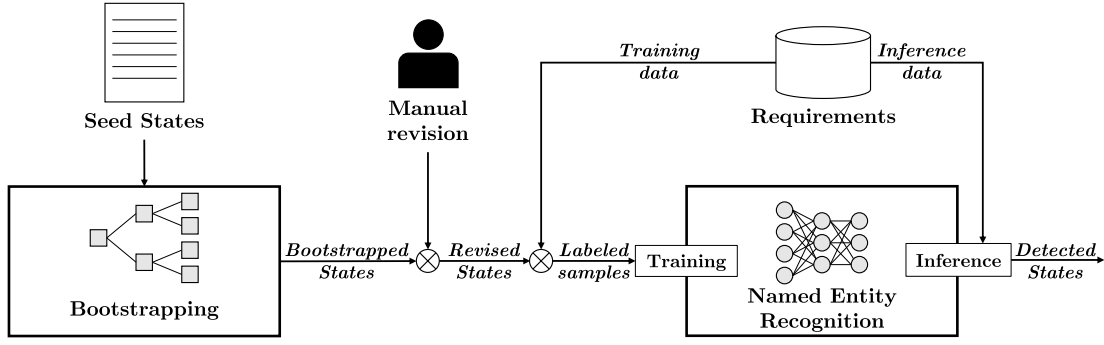 Seed States
Manual
revision
Training
data
Inference
data
Requirements
Bootstrapping
Bootstrapped
States
Revised
States
Labeled
samples
Training
Named Entity
Recognition
Inference
Detected
States